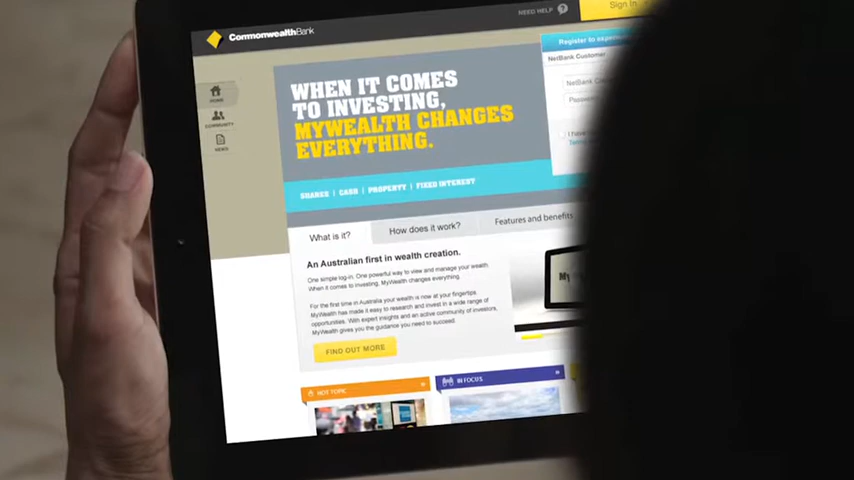 CommonwealthBank
NEED HELP ?
Sign In
HOME
COMMUNITY
NEWS
WHEN IT COMES
TO INVESTING,
MYWEALTH CHANGES
EVERYTHING.
SHARES | CASH | PROPERTY | FIXED INTEREST
Register to
NetBank Customer
NetBank
I have
What is it?
How does it work?
Features and benefits
An Australian first in wealth creation.
One simple log-in. One powerful way to view and manage your wealth.
When it comes to investing, MyWealth changes everything.
For the first time in Australia your wealth is now at your fingertips.
MyWealth has made it easy to research and invest in a wide range of
opportunities. With expert insights and an active community of investors,
MyWealth gives you the guidance you need to succeed.
FIND OUT MORE
HOT TOPIC
IN FOCUS